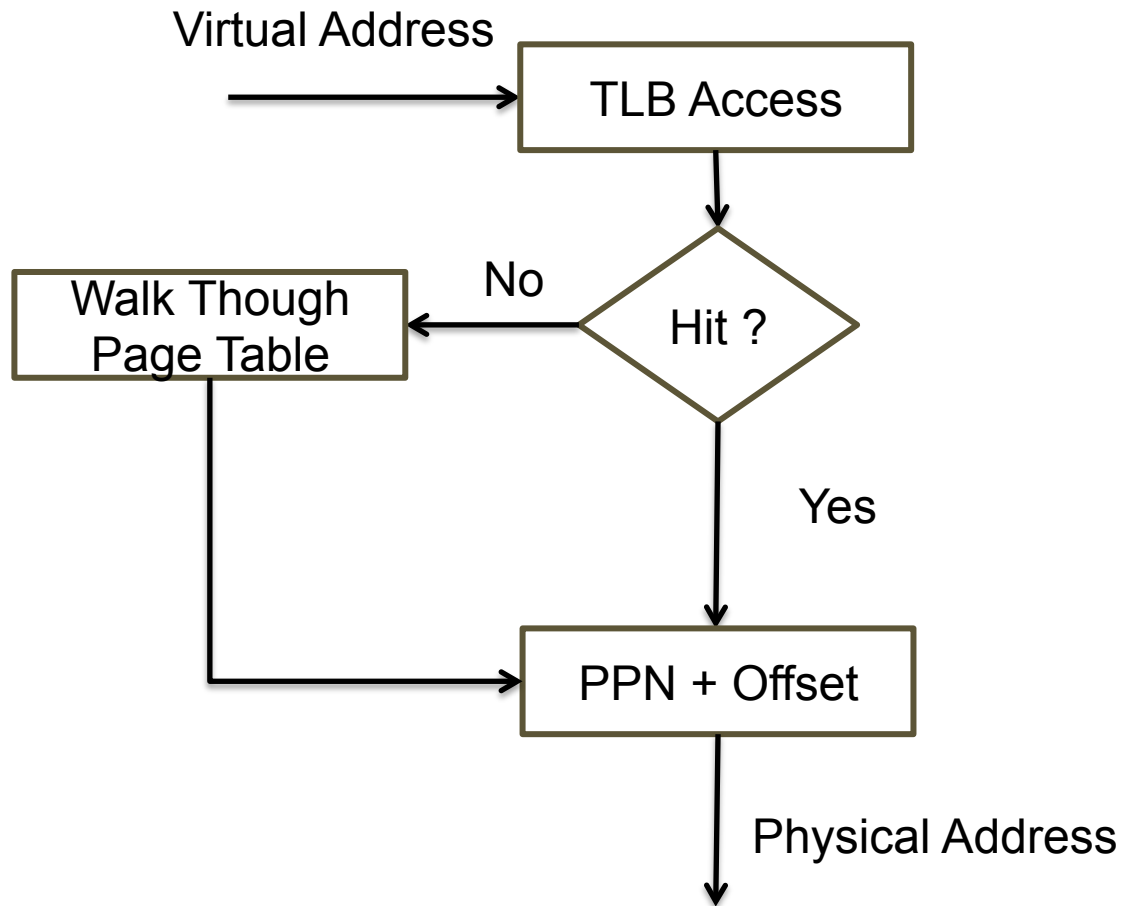 Virtual Address
TLB Access
No
Hit ?
Walk Though
Page Table
Yes
PPN + Offset
Physical Address